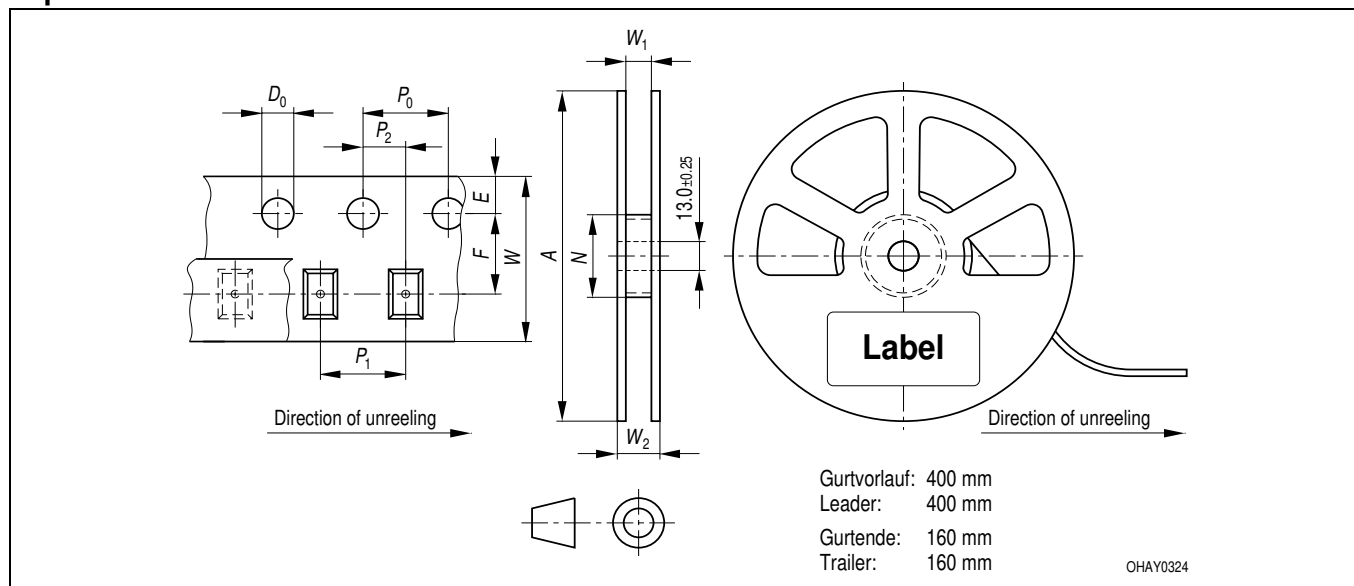 W₁
D₀
P₀
P₂
E
F
W
A
N
13.0±0.25
P₁
Label
Direction of unreeling
W₂
Direction of unreeling
Gurtvorlauf: 400 mm
Leader: 400 mm
Gurtende: 160 mm
Trailer: 160 mm
OHAY0324